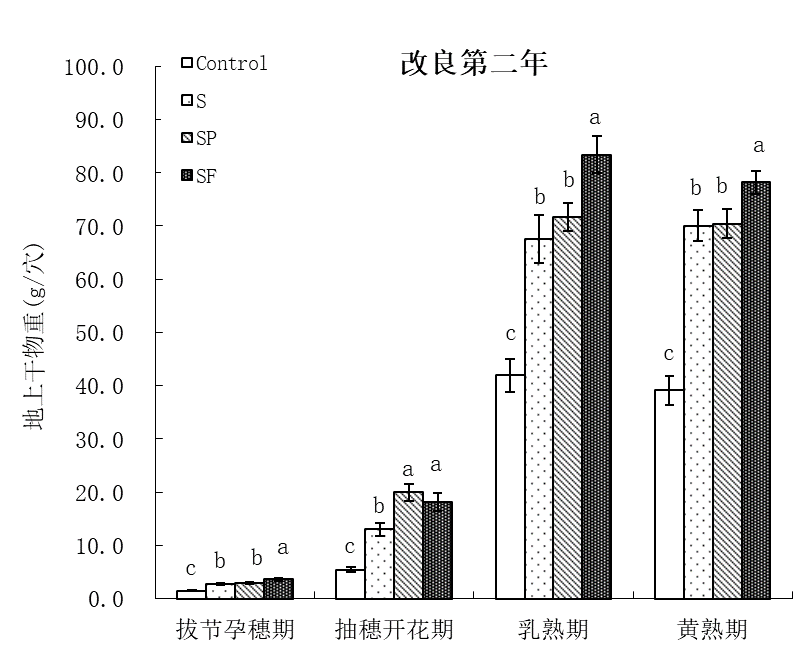 改良第二年
Control
S
SP
SF
地上干物重(g/穴)
100.0
90.0
80.0
70.0
60.0
50.0
40.0
30.0
20.0
10.0
0.0
c b b a
c b a a
c b b a
c b b a
拔节孕穗期 抽穗开花期 乳熟期 黄熟期